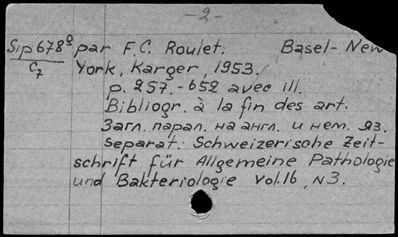 -2-
Sip 678° par F.C. Roulet. Basel-New
C7 York, Karger, 1953.
p. 257.-652 avec ill.
Bibliogr. à la fin des art.
Загл. парал. на англ. и нем. яз.
Separat. Schweizerische Zeit-
schrift für Allgemeine Pathologie
und Bakteriologie Vol.16, N3.